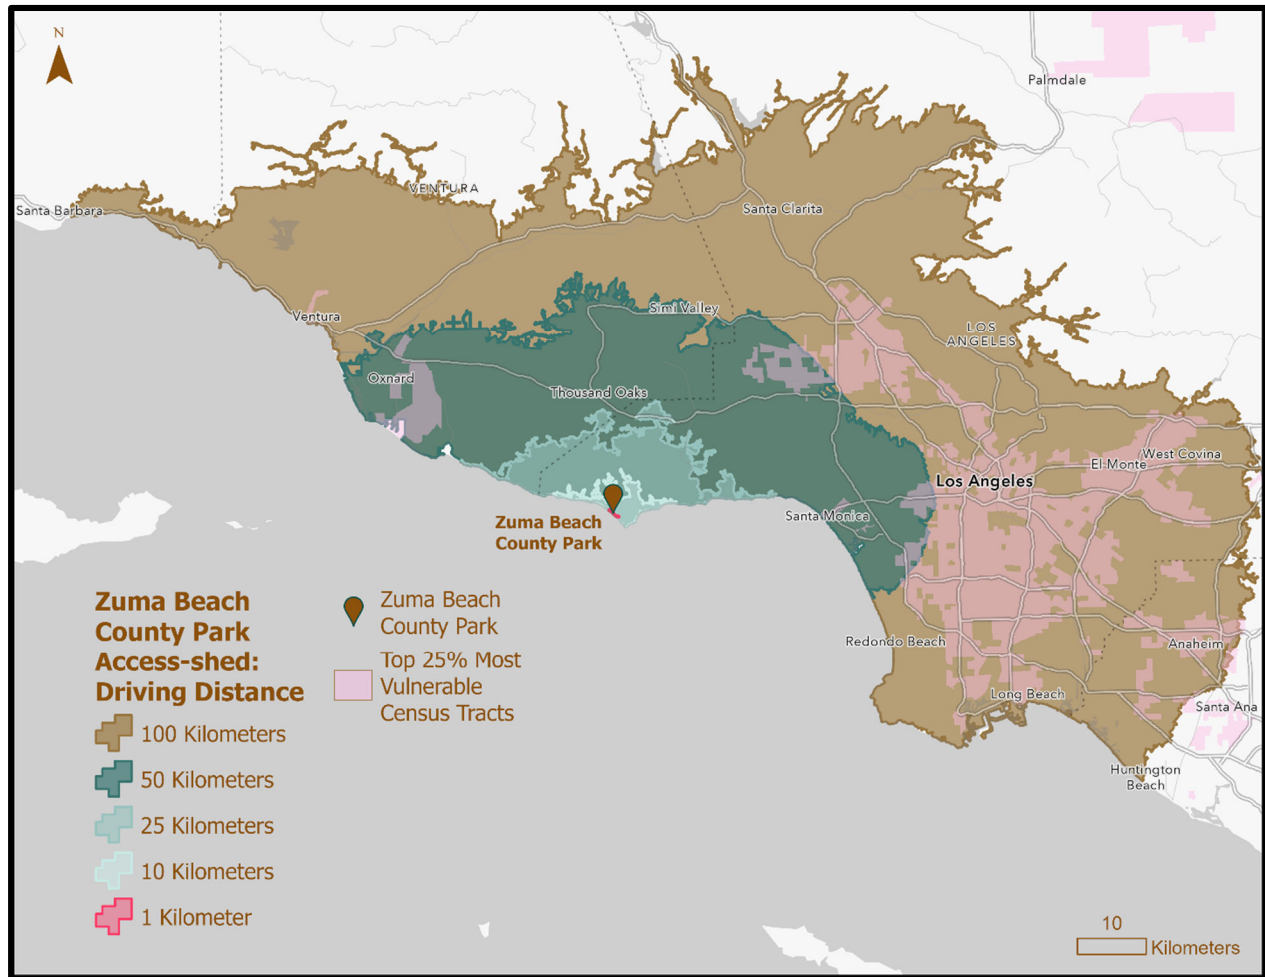 N
Palmdale
VENTURA
Santa Barbara
Santa Clarita
Simi Valley
Ventura
LOS
ANGELES
Oxnard
Thousand Oaks
West Covina
El Monte
Los Angeles
Santa Monica
Zuma Beach
County Park
Redondo Beach
Anaheim
Long Beach
Santa Ana
Huntington
Beach
Zuma Beach
County Park
Access-shed:
Driving Distance
100 Kilometers
50 Kilometers
25 Kilometers
10 Kilometers
1 Kilometer
Zuma Beach
County Park
Top 25% Most
Vulnerable
Census Tracts
10
Kilometers